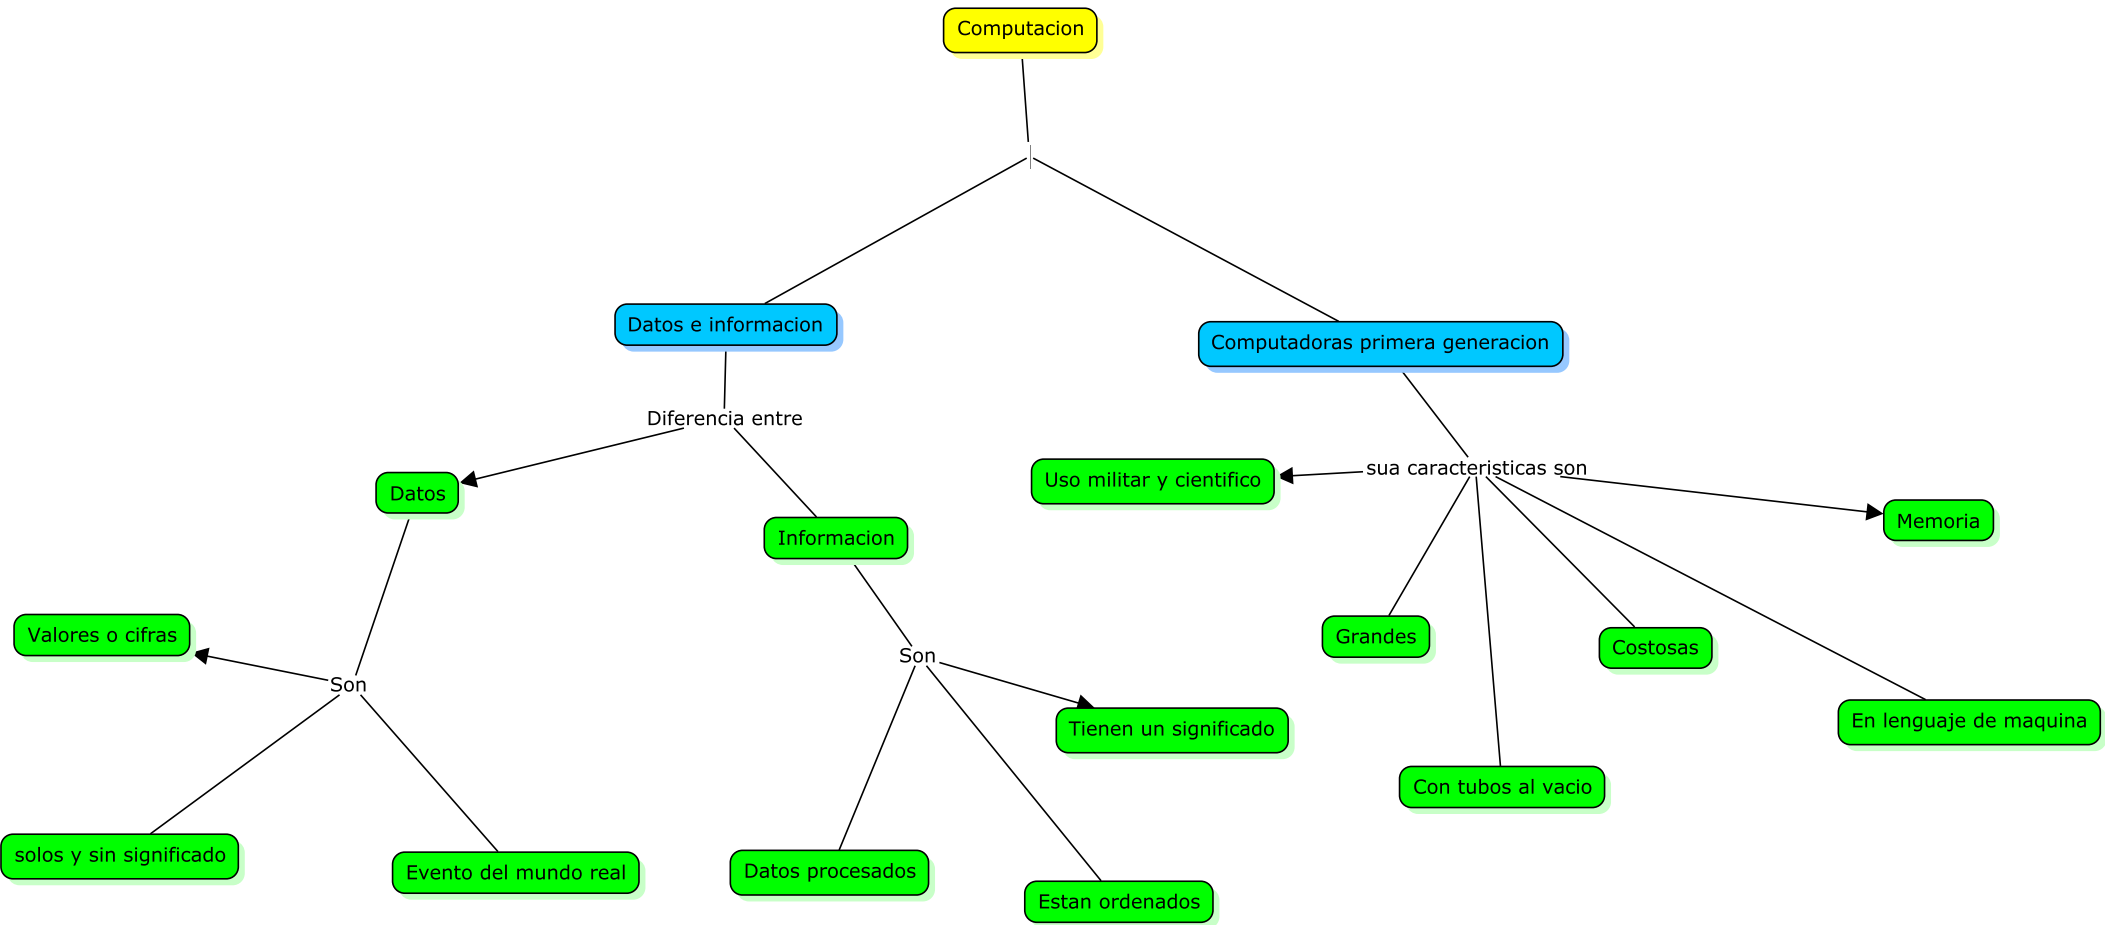 Computacion
Datos e informacion
Computadoras primera generacion
Diferencia entre
sua caracteristicas son
Datos
Uso militar y cientifico
Memoria
Informacion
Valores o cifras
Grandes
Costosas
Son
Son
En lenguaje de maquina
Tienen un significado
Con tubos al vacio
solos y sin significado
Evento del mundo real
Datos procesados
Estan ordenados